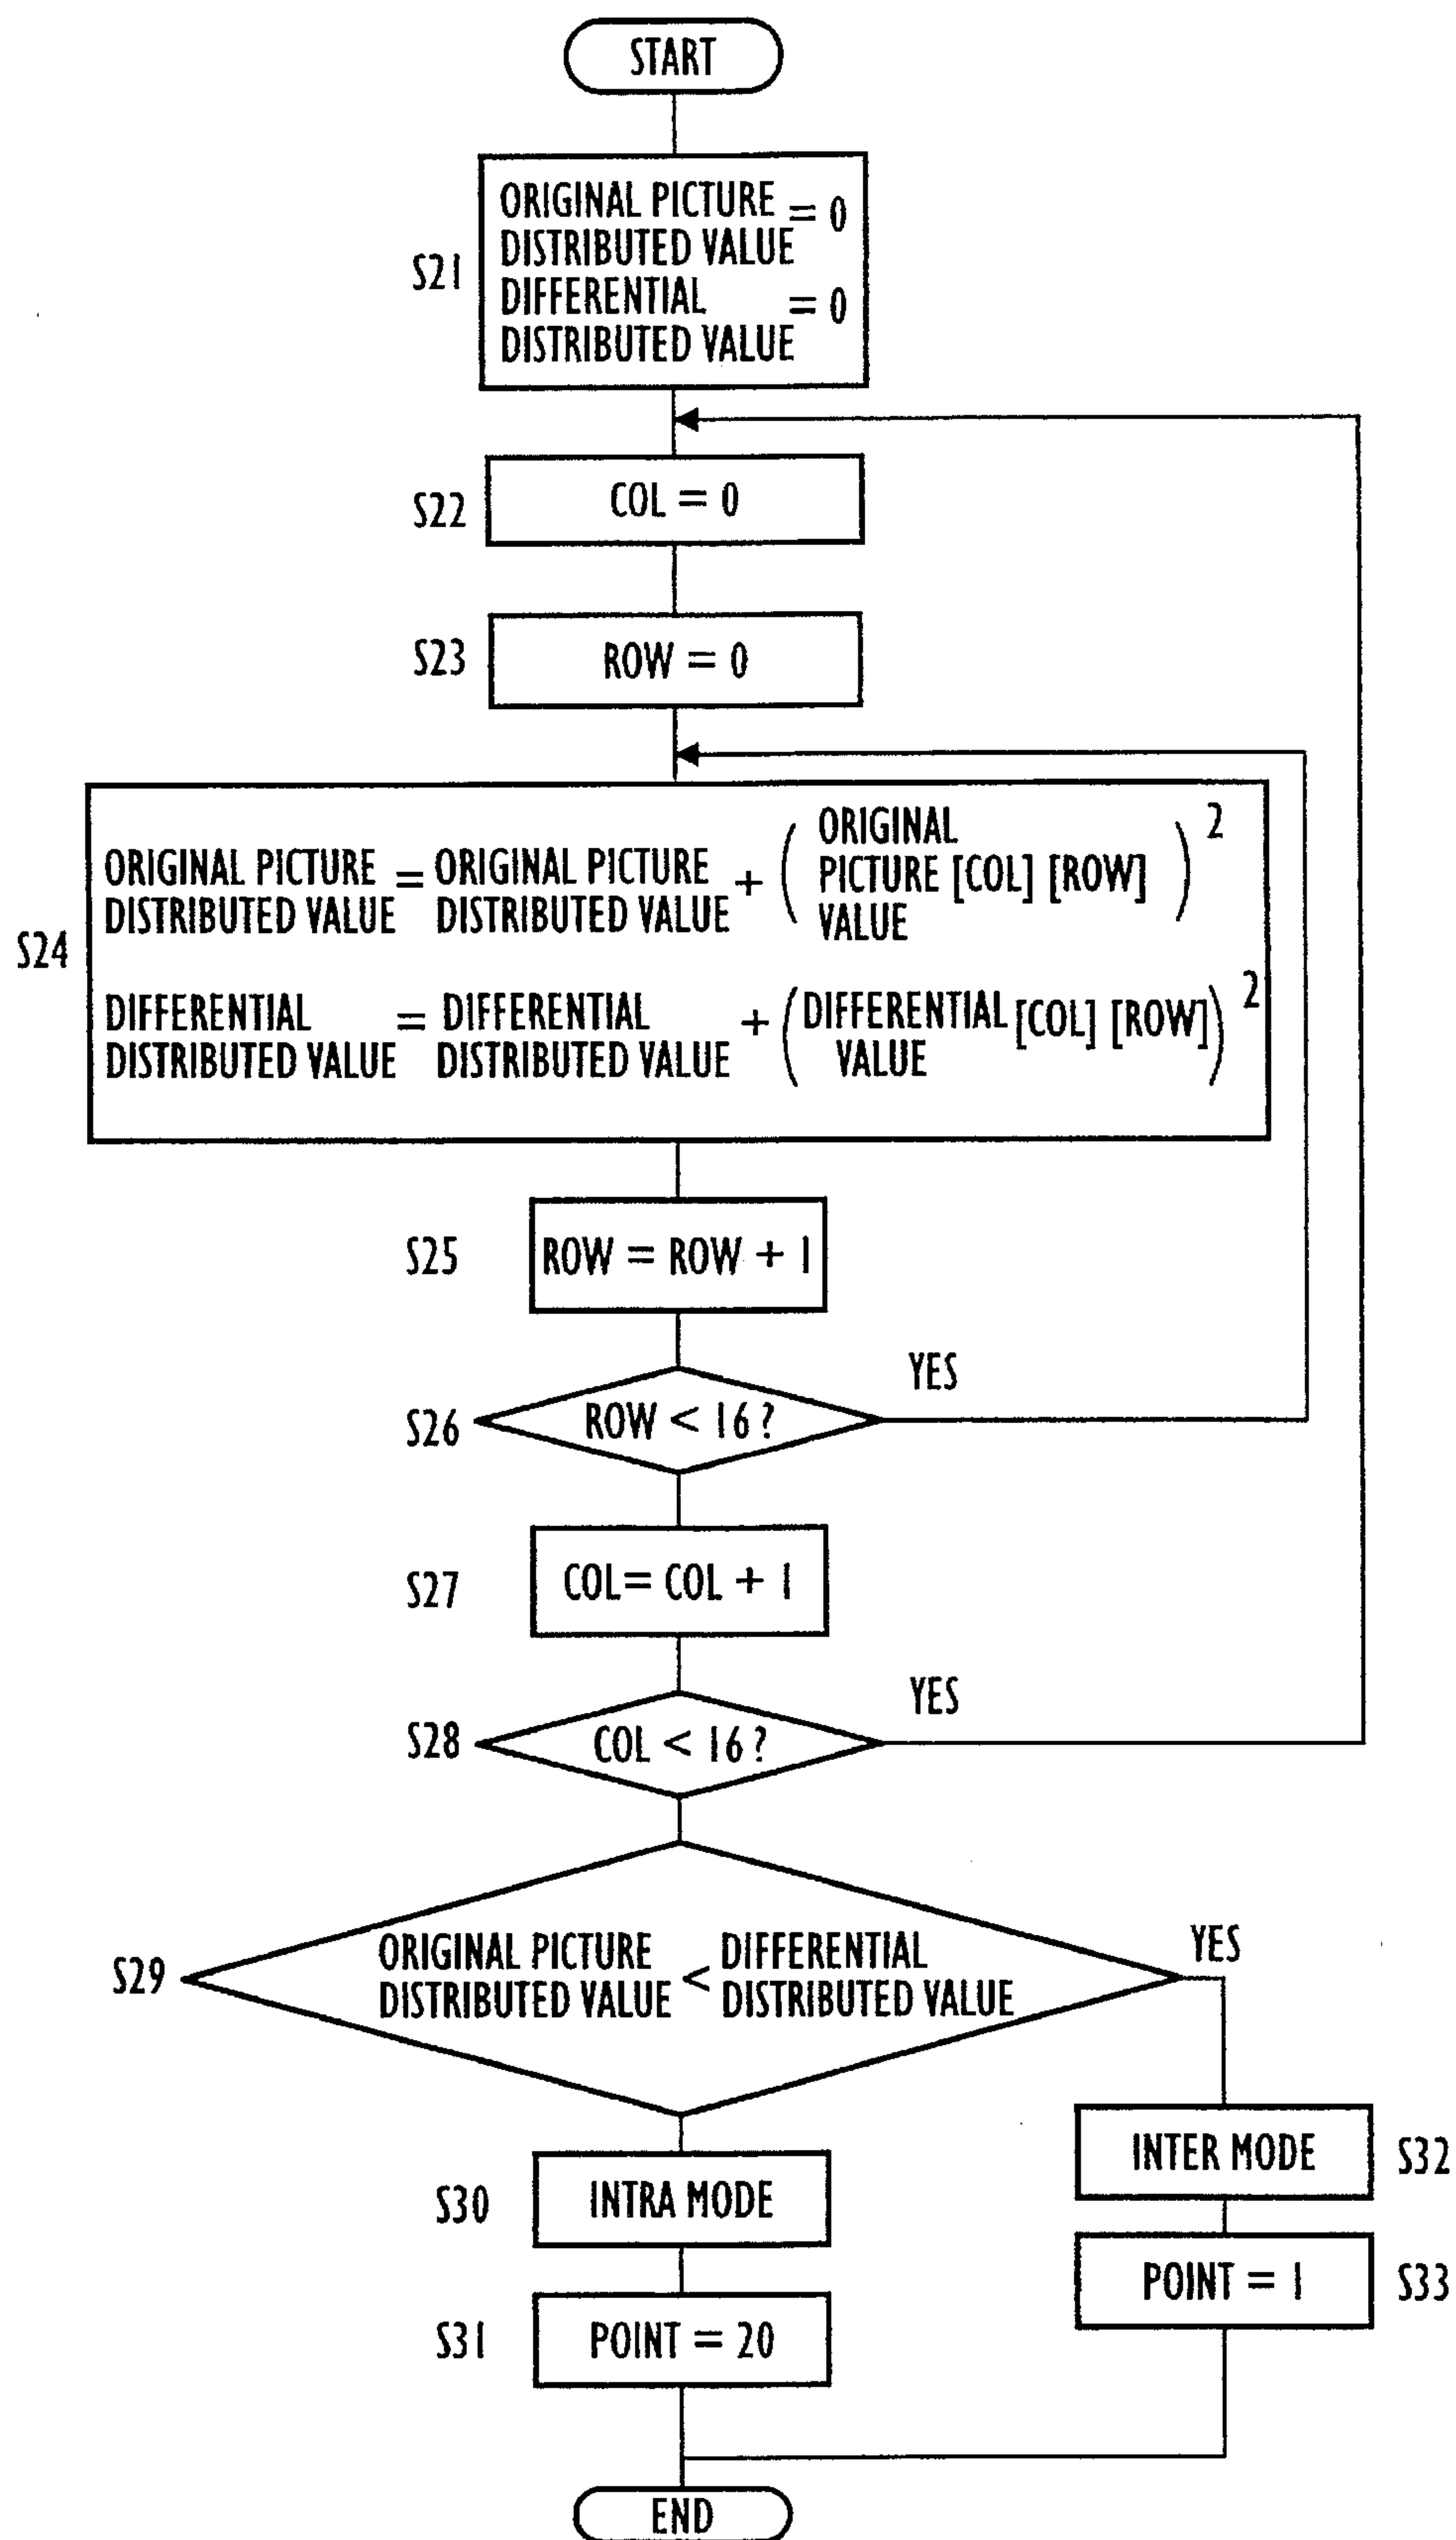 START
S21
ORIGINAL PICTURE
DISTRIBUTED VALUE = 0
DIFFERENTIAL
DISTRIBUTED VALUE = 0
S22
COL = 0
S23
ROW = 0
S24
ORIGINAL PICTURE
DISTRIBUTED VALUE
=
ORIGINAL PICTURE
DISTRIBUTED VALUE
+
(
ORIGINAL
PICTURE [COL] [ROW]
VALUE
) 2
DIFFERENTIAL
DISTRIBUTED VALUE
=
DIFFERENTIAL
DISTRIBUTED VALUE
+
(
DIFFERENTIAL [COL] [ROW]
VALUE
) 2
S25
ROW = ROW + 1
S26
ROW < 16 ?
YES
S27
COL= COL + 1
S28
COL < 16 ?
YES
S29
ORIGINAL PICTURE
DISTRIBUTED VALUE
<
DIFFERENTIAL
DISTRIBUTED VALUE
YES
S30
INTRA MODE
INTER MODE
S32
S31
POINT = 20
POINT = 1
S33
END